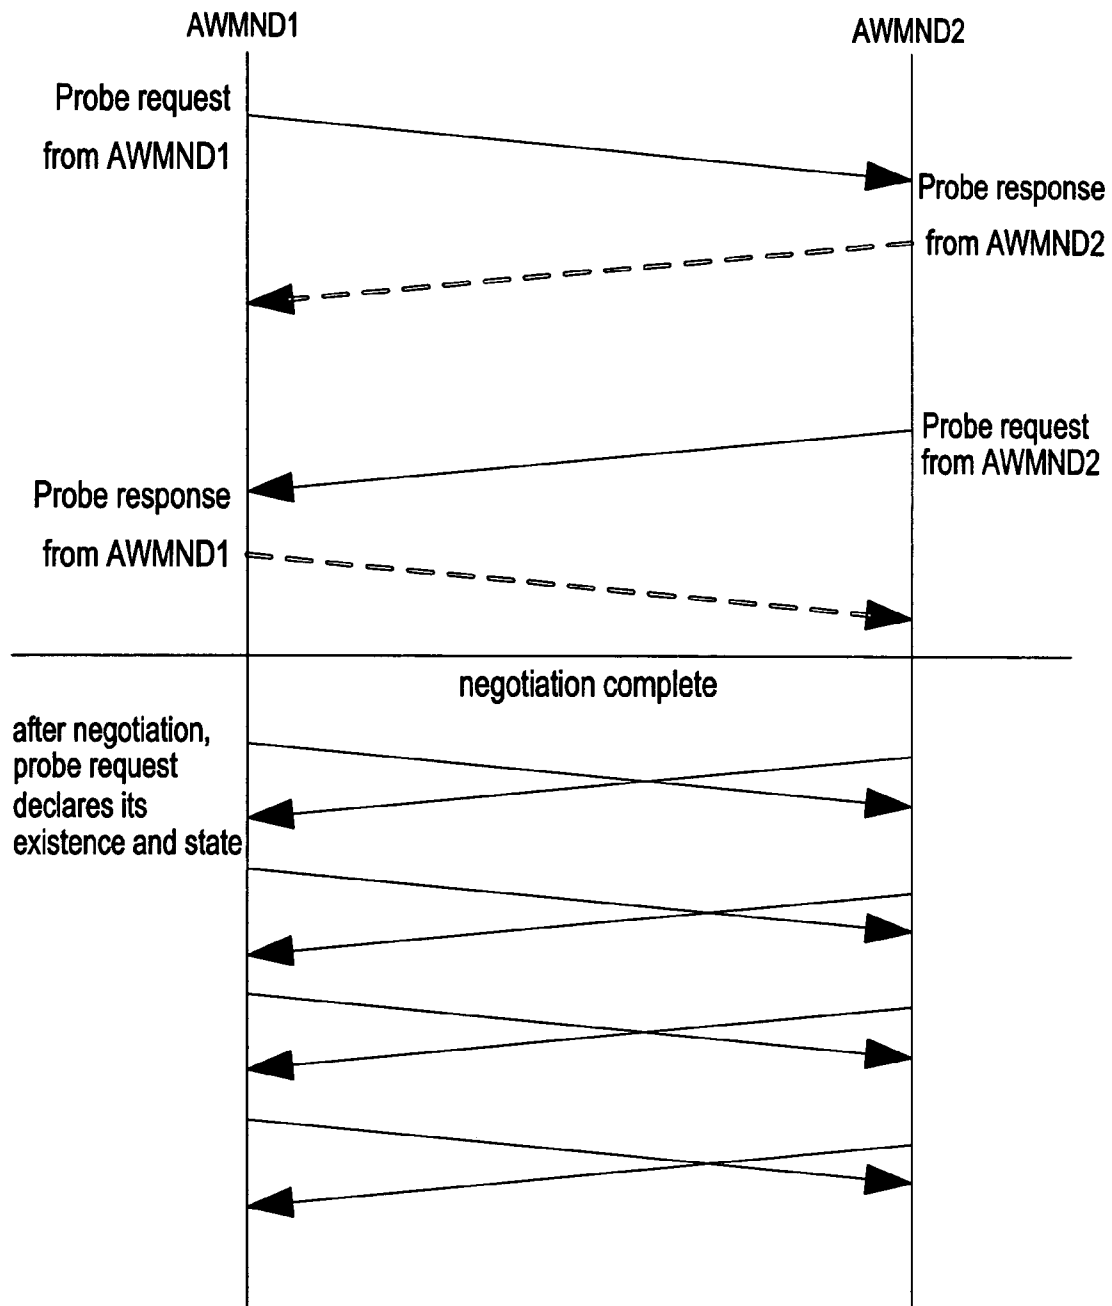 AWMND1
AWMND2
Probe request
from AWMND1
Probe response
from AWMND2
Probe request
from AWMND2
Probe response
from AWMND1
negotiation complete
after negotiation,
probe request
declares its
existence and state